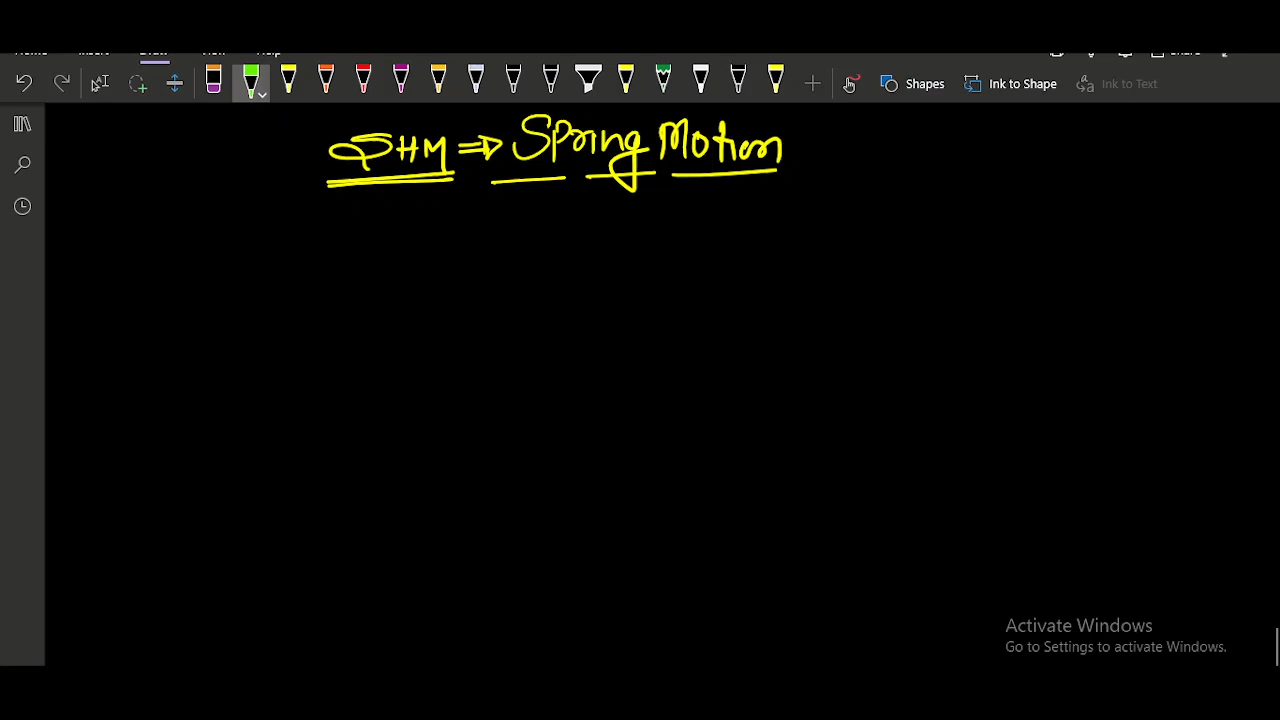 Shapes Ink to Shape Ink to Text
SHM ⇒ Spring Motion
Activate Windows
Go to Settings to activate Windows.